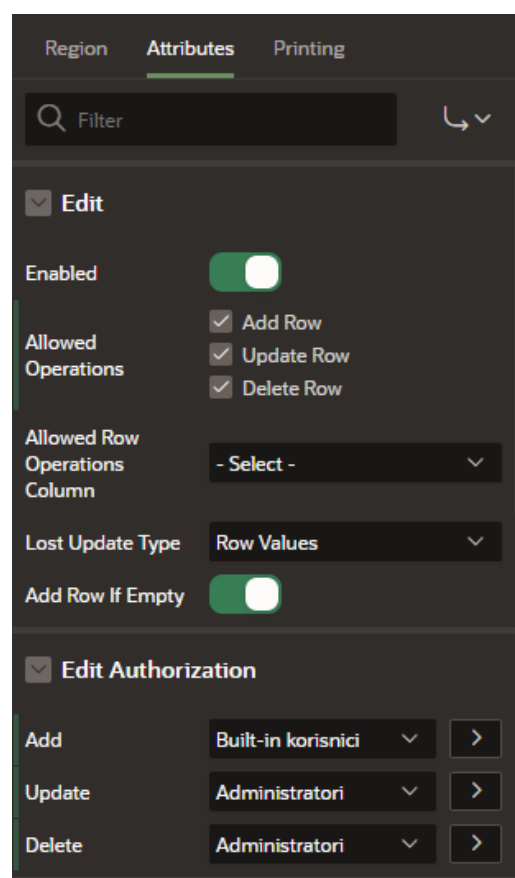 Region Attributes Printing
Filter
Edit
Enabled
Allowed
Operations
Add Row
Update Row
Delete Row
Allowed Row
Operations
Column
- Select -
Lost Update Type Row Values
Add Row If Empty
Edit Authorization
Add Built-in korisnici
Update Administratori
Delete Administratori